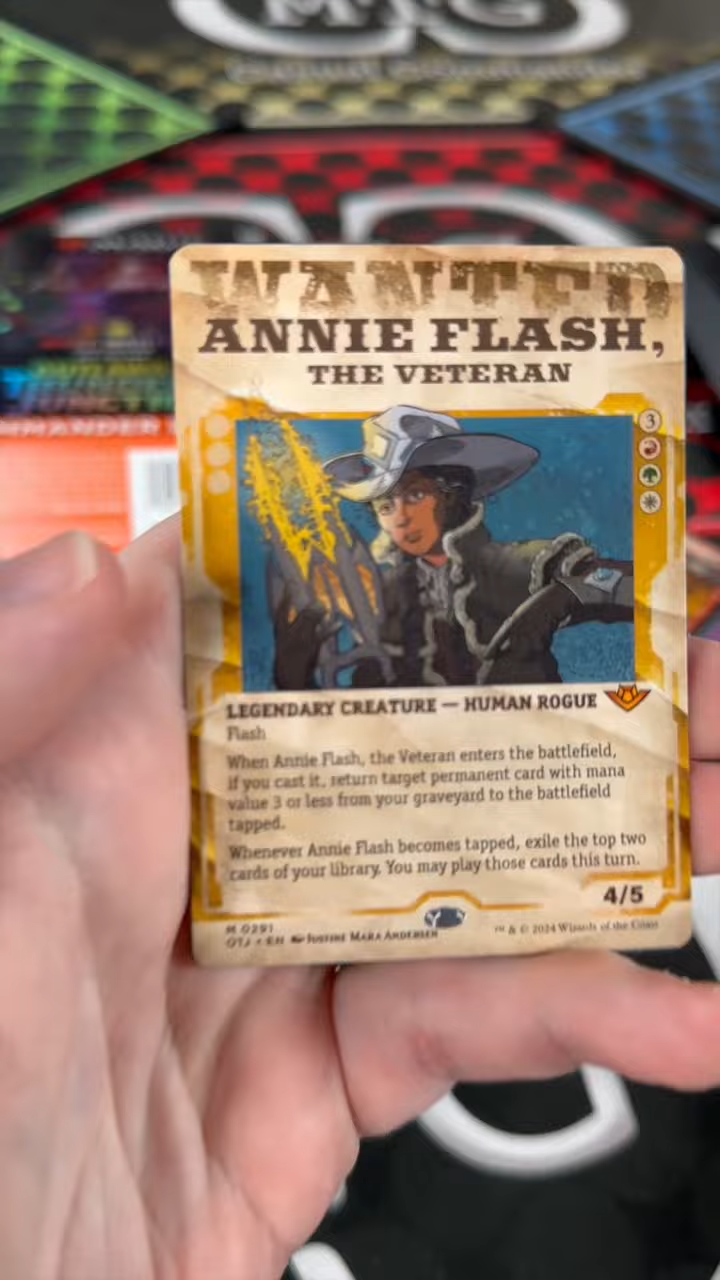 MTG
WANTED
ANNIE FLASH,
THE VETERAN
3
LEGENDARY CREATURE — HUMAN ROGUE
Flash
When Annie Flash, the Veteran enters the battlefield,
if you cast it, return target permanent card with mana
value 3 or less from your graveyard to the battlefield
tapped.
Whenever Annie Flash becomes tapped, exile the top two
cards of your library. You may play those cards this turn.
4/5
M 0291
OTJ • EN JUSTINE MARA ANDERSEN
™ & © 2024 Wizards of the Coast